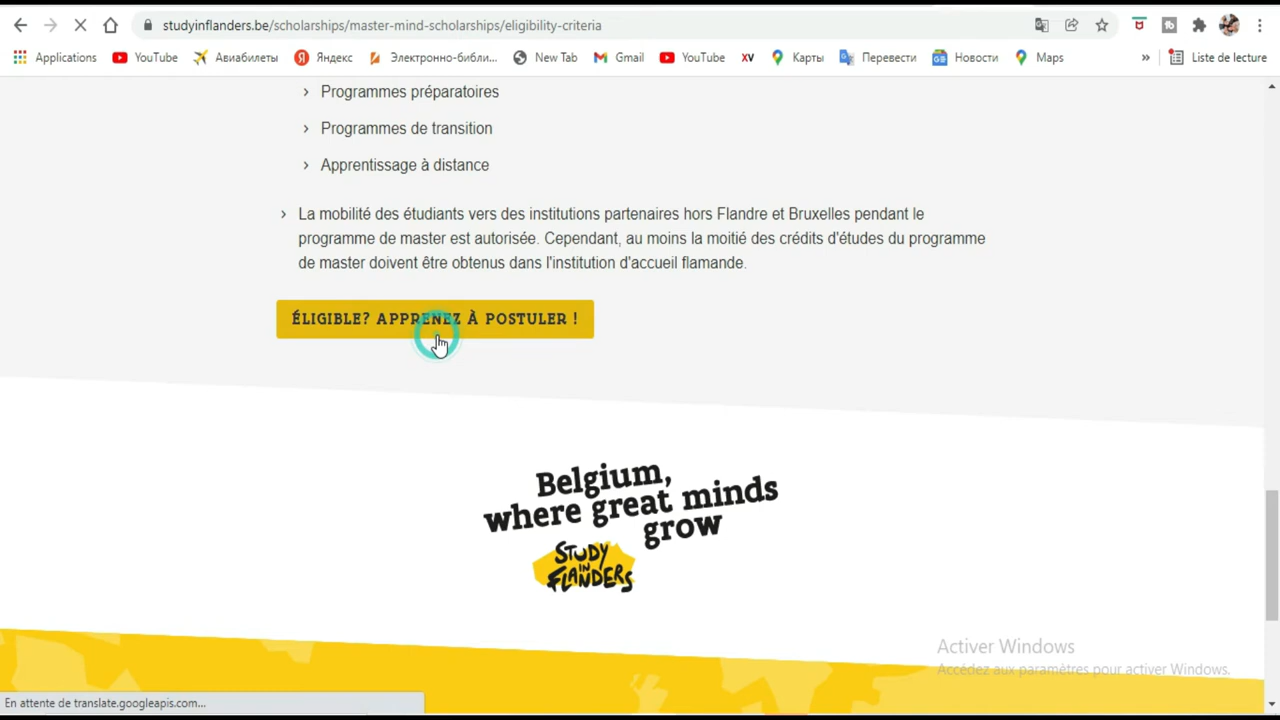 studyinflanders.be/scholarships/master-mind-scholarships/eligibility-criteria
Applications YouTube Авиабилеты Яндекс Электронно-библи... New Tab Gmail YouTube XV Карты Перевести Новости Maps » Liste de lecture
Programmes préparatoires
Programmes de transition
Apprentissage à distance
La mobilité des étudiants vers des institutions partenaires hors Flandre et Bruxelles pendant le
programme de master est autorisée. Cependant, au moins la moitié des crédits d'études du programme
de master doivent être obtenus dans l'institution d'accueil flamande.
ÉLIGIBLE? APPRENEZ À POSTULER !
Belgium,
where great minds
grow
STUDY
IN
FLANDERS
Activer Windows
Accédez aux paramètres pour activer Windows.
En attente de translate.googleapis.com...